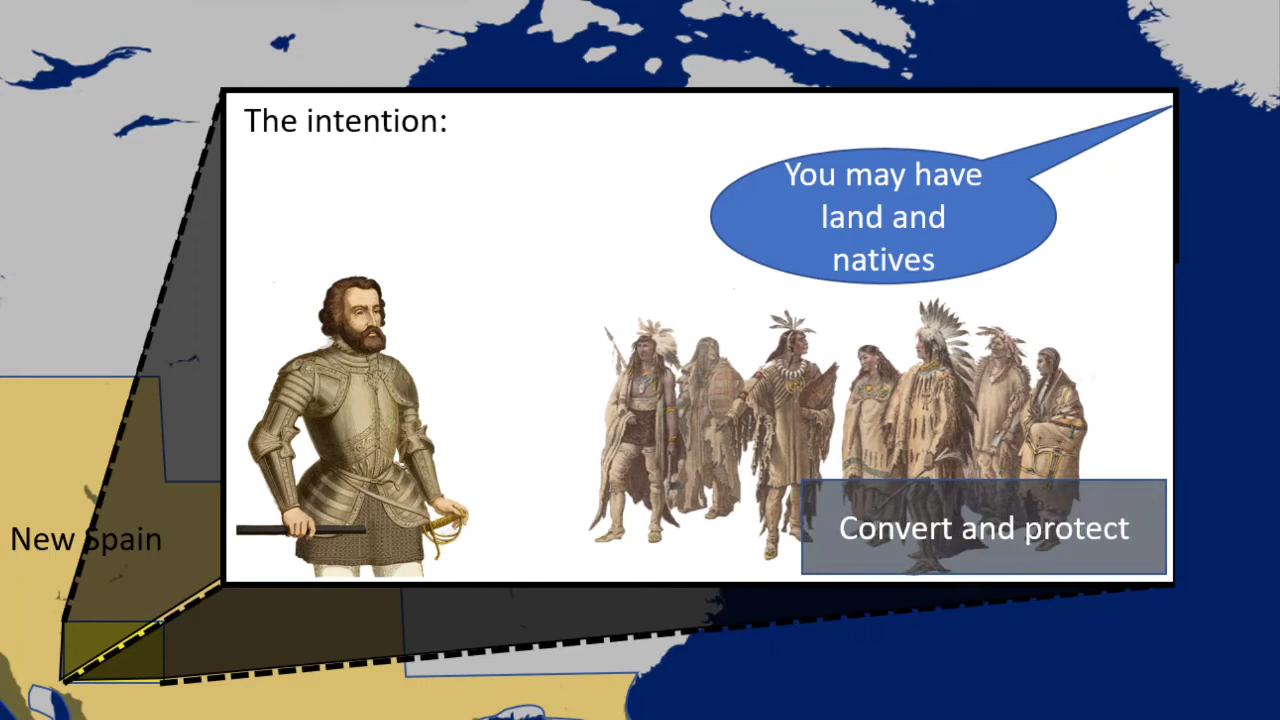 The intention:
You may have
land and
natives
New Spain
Convert and protect